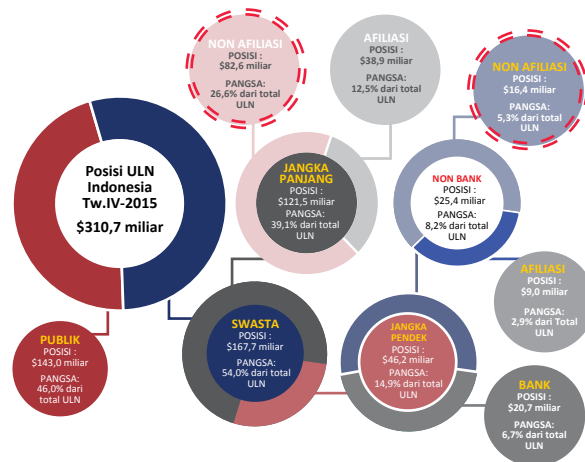 NON AFILIASI
POSISI :
$82,6 miliar
PANGSA:
26,6% dari total
ULN
AFILIASI
POSISI :
$38,9 miliar
PANGSA:
12,5% dari total
ULN
NON AFILIASI
POSISI :
$16,4 miliar
PANGSA:
5,3% dari total
ULN
Posisi ULN
Indonesia
Tw.IV-2015
$310,7 miliar
JANGKA
PANJANG
POSISI :
$121,5 miliar
PANGSA:
39,1% dari total
ULN
NON BANK
POSISI :
$25,4 miliar
PANGSA:
8,2% dari total
ULN
AFILIASI
POSISI :
$9,0 miliar
PANGSA:
2,9% dari Total
ULN
PUBLIK
POSISI :
$143,0 miliar
PANGSA:
46,0% dari
total ULN
SWASTA
POSISI :
$167,7 miliar
PANGSA:
54,0% dari total
ULN
JANGKA
PENDEK
POSISI :
$46,2 miliar
PANGSA:
14,9% dari total
ULN
BANK
POSISI :
$20,7 miliar
PANGSA:
6,7% dari total
ULN